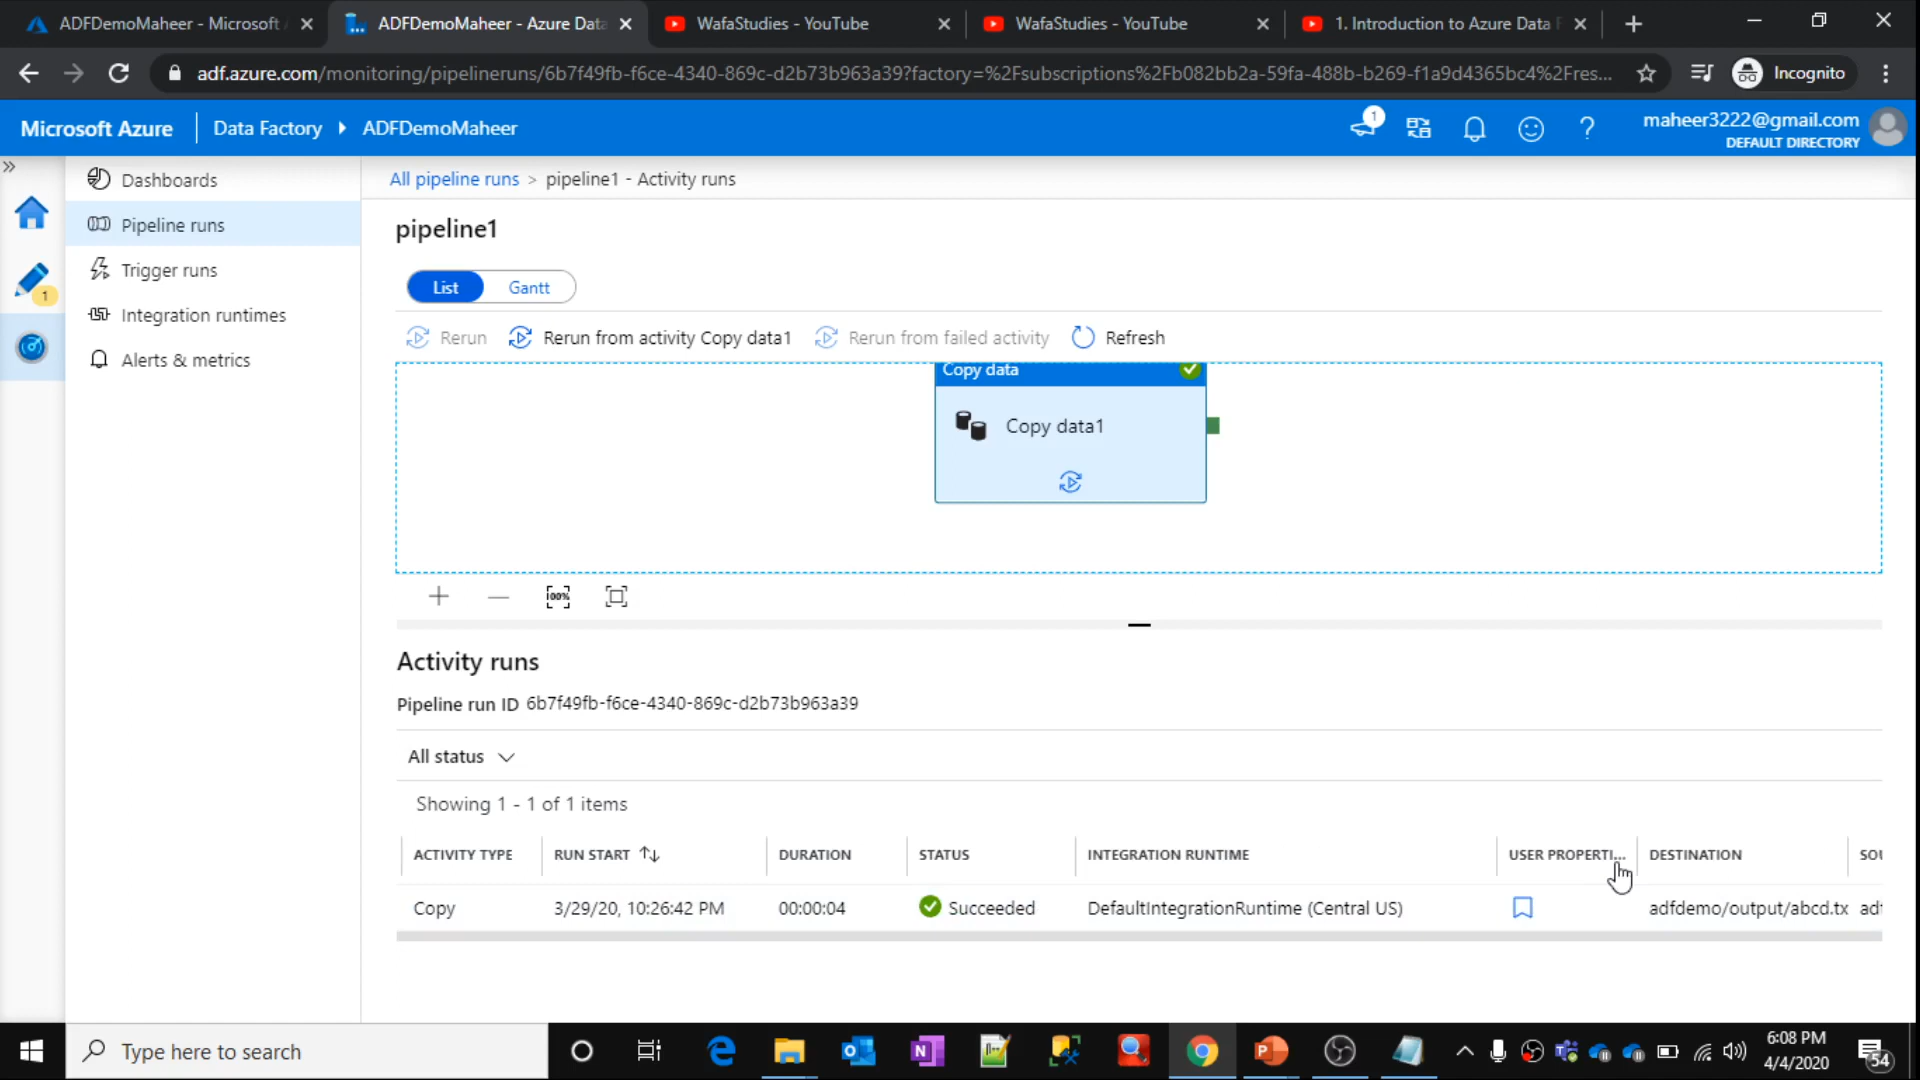 ADFDemoMaheer - Microsoft
ADFDemoMaheer - Azure Data
WafaStudies - YouTube
WafaStudies - YouTube
1. Introduction to Azure Data F
adf.azure.com/monitoring/pipelineruns/6b7f49fb-f6ce-4340-869c-d2b73b963a39?factory=%2Fsubscriptions%2Fb082bb2a-59fa-488b-b269-f1a9d4365bc4%2Fres...
Incognito
Microsoft Azure
Data Factory
ADFDemoMaheer
1
maheer3222@gmail.com
DEFAULT DIRECTORY
Dashboards
Pipeline runs
Trigger runs
Integration runtimes
Alerts & metrics
1
All pipeline runs > pipeline1 - Activity runs
pipeline1
List
Gantt
Rerun
Rerun from activity Copy data1
Rerun from failed activity
Refresh
Copy data
Copy data1
100%
Activity runs
Pipeline run ID 6b7f49fb-f6ce-4340-869c-d2b73b963a39
All status
Showing 1 - 1 of 1 items
ACTIVITY TYPE RUN START DURATION STATUS INTEGRATION RUNTIME USER PROPERTI... DESTINATION SOU
Copy 3/29/20, 10:26:42 PM 00:00:04 Succeeded DefaultIntegrationRuntime (Central US) adfdemo/output/abcd.tx adf
Type here to search
6:08 PM
4/4/2020
54